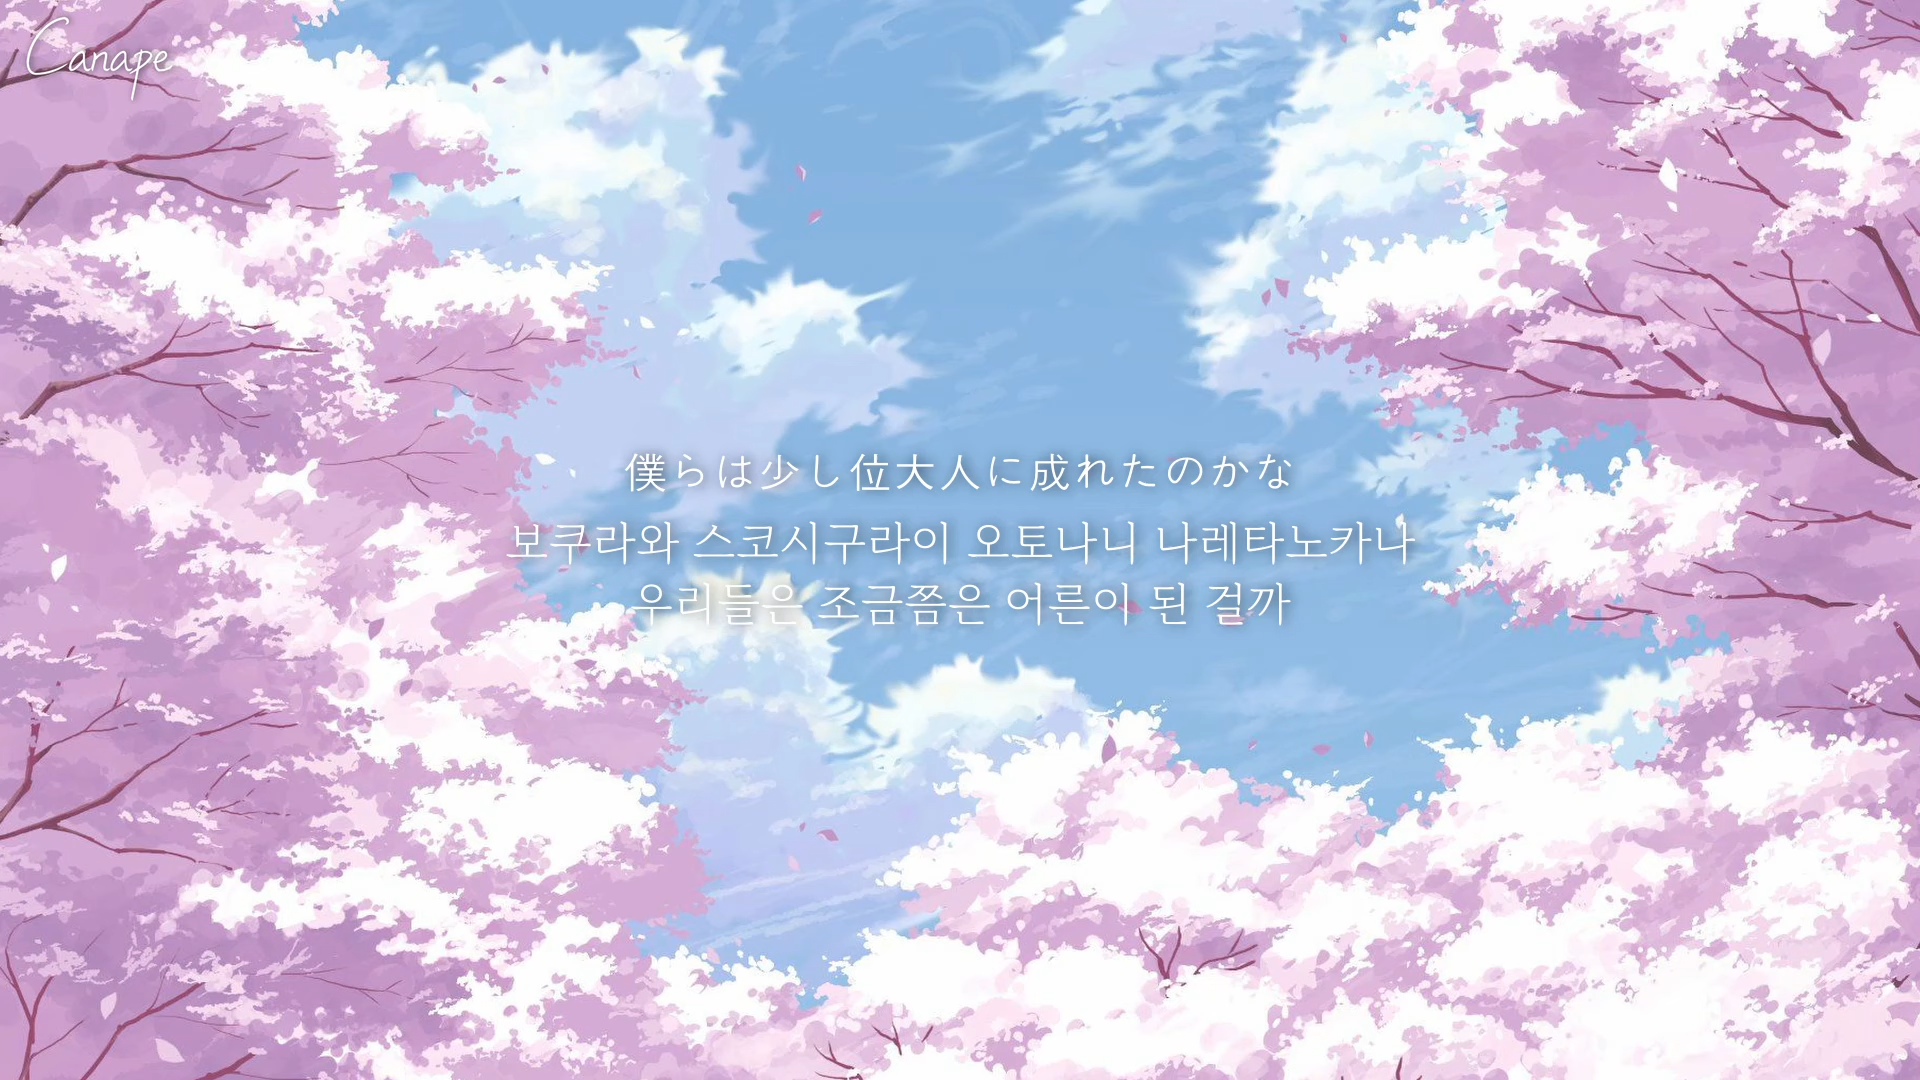 Canape
僕らは少し位大人に成れたのかな
보쿠라와 스코시구라이 오토나니 나레타노카나
우리들은 조금쯤은 어른이 된 걸까